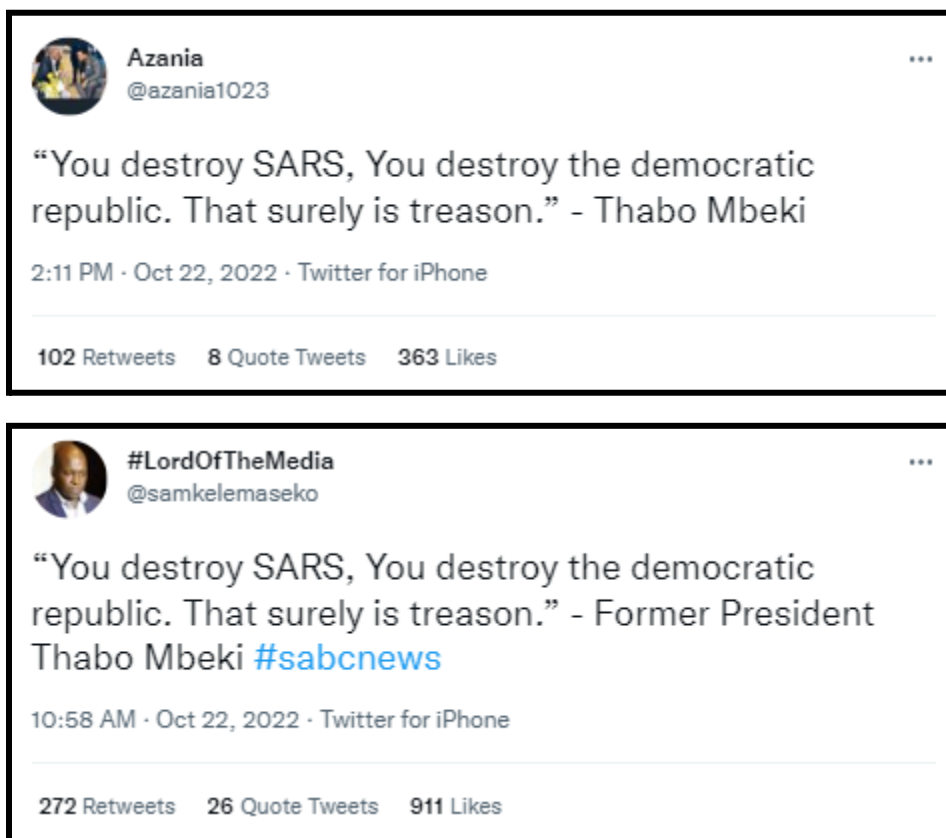 Azania
@azania1023
“You destroy SARS, You destroy the democratic
republic. That surely is treason.” - Thabo Mbeki
2:11 PM · Oct 22, 2022 · Twitter for iPhone
102 Retweets 8 Quote Tweets 363 Likes
#LordOfTheMedia
@samkelemaseko
“You destroy SARS, You destroy the democratic
republic. That surely is treason.” - Former President
Thabo Mbeki #sabcnews
10:58 AM · Oct 22, 2022 · Twitter for iPhone
272 Retweets 26 Quote Tweets 911 Likes